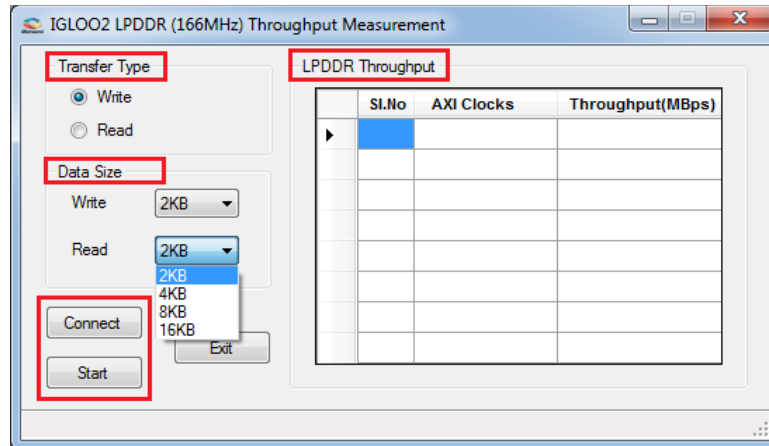 IGLOO2 LPDDR (166MHz) Throughput Measurement
Transfer Type
Write
Read
Data Size
Write 2KB
Read 2KB
2KB
4KB
8KB
16KB
Connect
Exit
Start
LPDDR Throughput
Sl.No AXI Clocks Throughput(MBps)